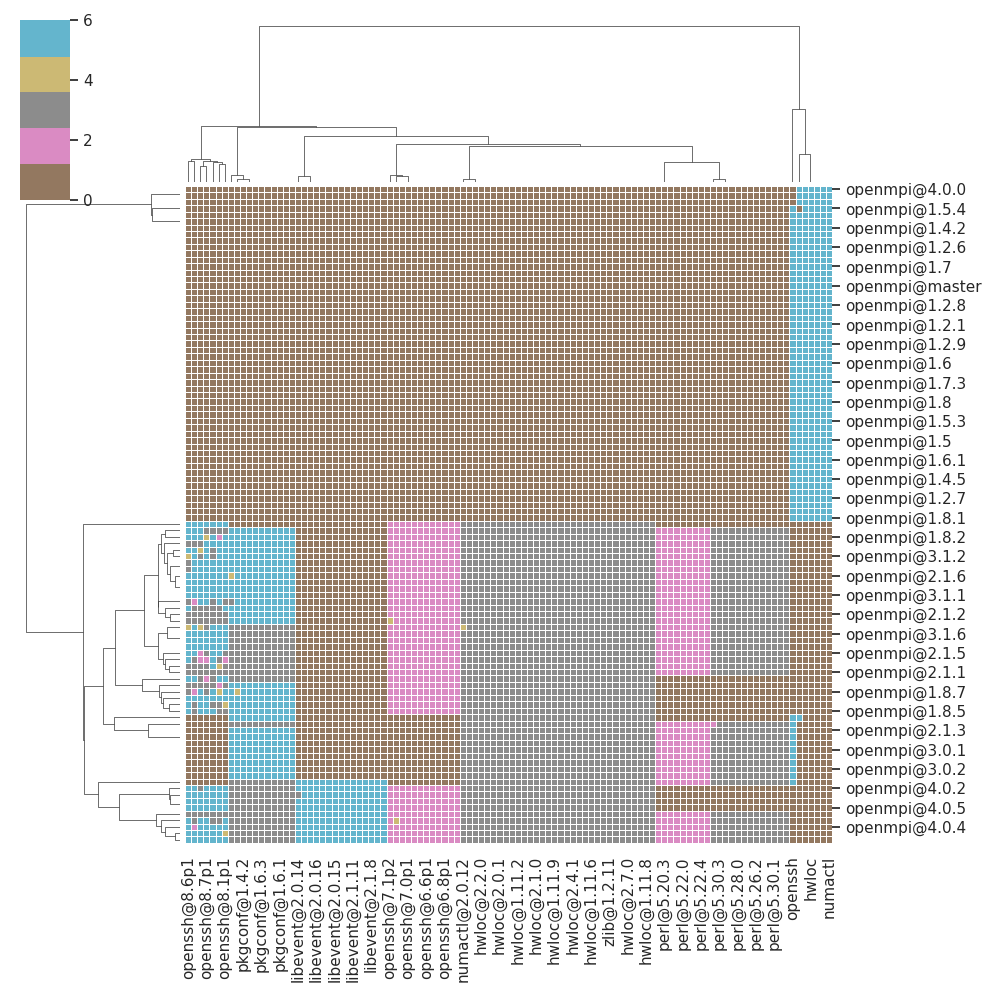 6
4
2
0
openmpi@4.0.0
openmpi@1.5.4
openmpi@1.4.2
openmpi@1.2.6
openmpi@1.7
openmpi@master
openmpi@1.2.8
openmpi@1.2.1
openmpi@1.2.9
openmpi@1.6
openmpi@1.7.3
openmpi@1.8
openmpi@1.5.3
openmpi@1.5
openmpi@1.6.1
openmpi@1.4.5
openmpi@1.2.7
openmpi@1.8.1
openmpi@1.8.2
openmpi@3.1.2
openmpi@2.1.6
openmpi@3.1.1
openmpi@2.1.2
openmpi@3.1.6
openmpi@2.1.5
openmpi@2.1.1
openmpi@1.8.7
openmpi@1.8.5
openmpi@2.1.3
openmpi@3.0.1
openmpi@3.0.2
openmpi@4.0.2
openmpi@4.0.5
openmpi@4.0.4
openssh@8.6p1
openssh@8.7p1
openssh@8.1p1
pkgconf@1.4.2
pkgconf@1.6.3
pkgconf@1.6.1
libevent@2.0.14
libevent@2.0.16
libevent@2.0.15
libevent@2.1.11
libevent@2.1.8
openssh@7.1p2
openssh@7.0p1
openssh@6.6p1
openssh@6.8p1
numactl@2.0.12
hwloc@2.2.0
hwloc@2.0.1
hwloc@1.11.2
hwloc@2.1.0
hwloc@1.11.9
hwloc@2.4.1
hwloc@1.11.6
zlib@1.2.11
hwloc@2.7.0
hwloc@1.11.8
perl@5.20.3
perl@5.22.0
perl@5.22.4
perl@5.30.3
perl@5.28.0
perl@5.26.2
perl@5.30.1
openssh
hwloc
numactl